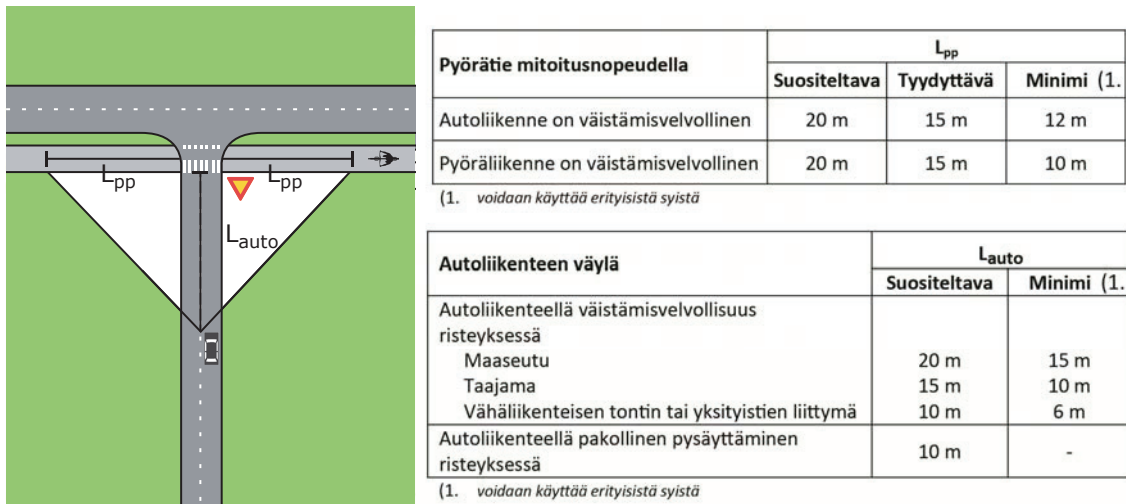 Lpp
Lpp
Lauto
Pyörätie mitoitusnopeudella
Lpp
Suositeltava Tyydyttävä Minimi (1.
Autoliikenne on väistämisvelvollinen 20 m 15 m 12 m
Pyöräliikenne on väistämisvelvollinen 20 m 15 m 10 m
(1. voidaan käyttää erityisistä syistä
Autoliikenteen väylä
Lauto
Suositeltava Minimi (1.
Autoliikenteellä väistämisvelvollisuus
risteyksessä
Maaseutu 20 m 15 m
Taajama 15 m 10 m
Vähäliikenteisen tontin tai yksityistien liittymä 10 m 6 m
Autoliikenteellä pakollinen pysäyttäminen
risteyksessä 10 m -
(1. voidaan käyttää erityisistä syistä